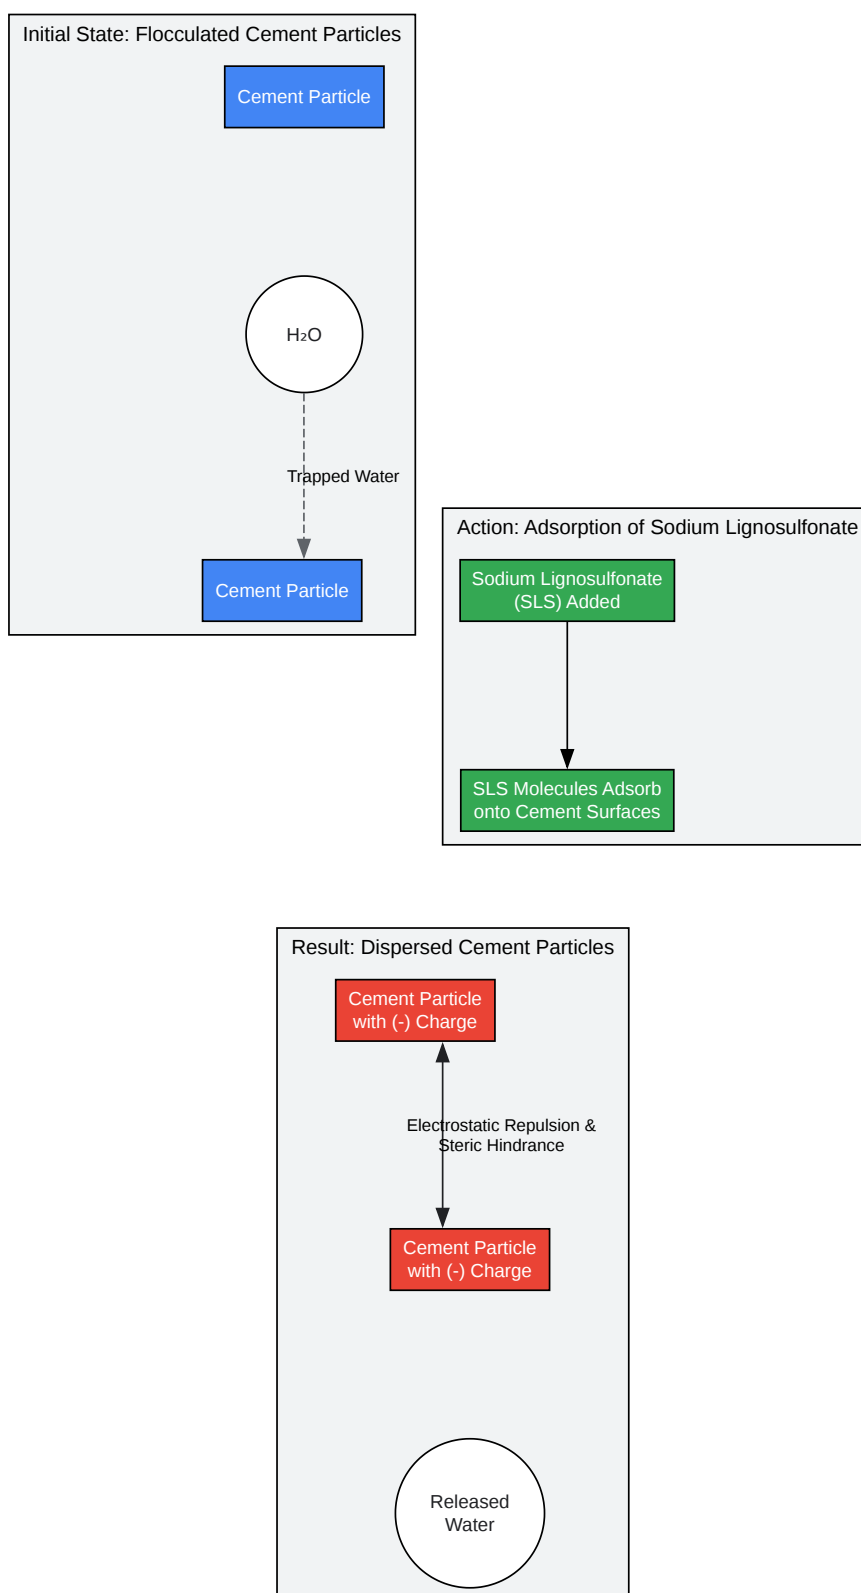 Initial State: Flocculated Cement Particles
Cement Particle
H₂O
Trapped Water
Cement Particle
Action: Adsorption of Sodium Lignosulfonate
Sodium Lignosulfonate
(SLS) Added
SLS Molecules Adsorb
onto Cement Surfaces
Result: Dispersed Cement Particles
Cement Particle
with (-) Charge
Electrostatic Repulsion &
Steric Hindrance
Cement Particle
with (-) Charge
Released
Water